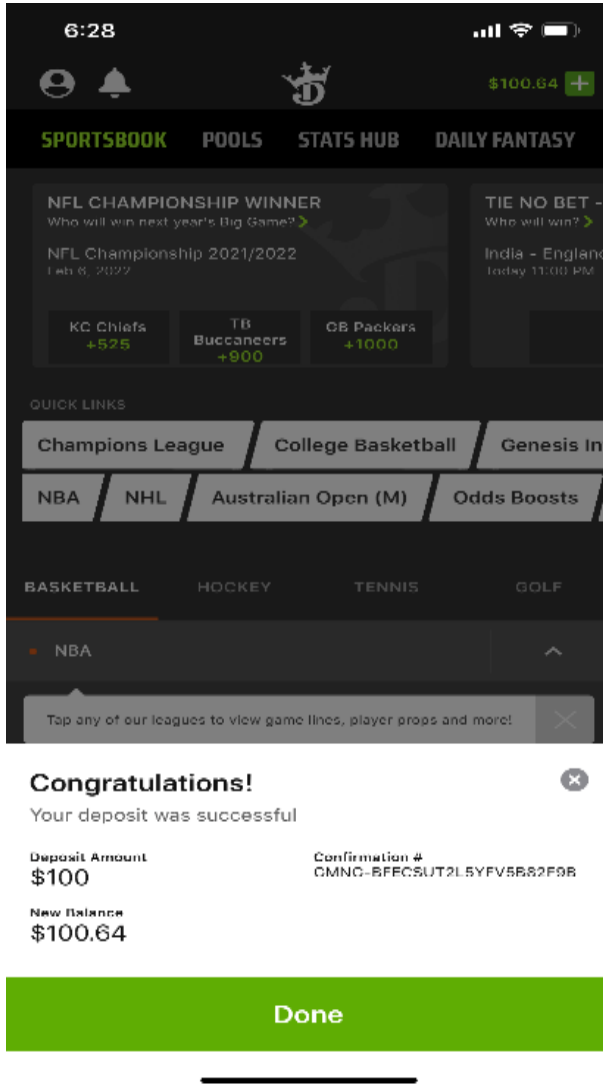 6:28
$100.64
SPORTSBOOK POOLS STATS HUB DAILY FANTASY
NFL CHAMPIONSHIP WINNER
Who will win next year's Big Game?
NFL Championship 2021/2022
Feb 6, 2022
KC Chiefs
+525
TB
Buccaneers
+900
GB Packers
+1000
TIE NO BET -
Who will win?
India - England
Today 11:00 PM
QUICK LINKS
Champions League College Basketball Genesis In
NBA NHL Australian Open (M) Odds Boosts
BASKETBALL HOCKEY TENNIS GOLF
NBA
Tap any of our leagues to view game lines, player props and more!
Congratulations!
Your deposit was successful
Deposit Amount
$100
Confirmation #
New Balance
$100.64
Done